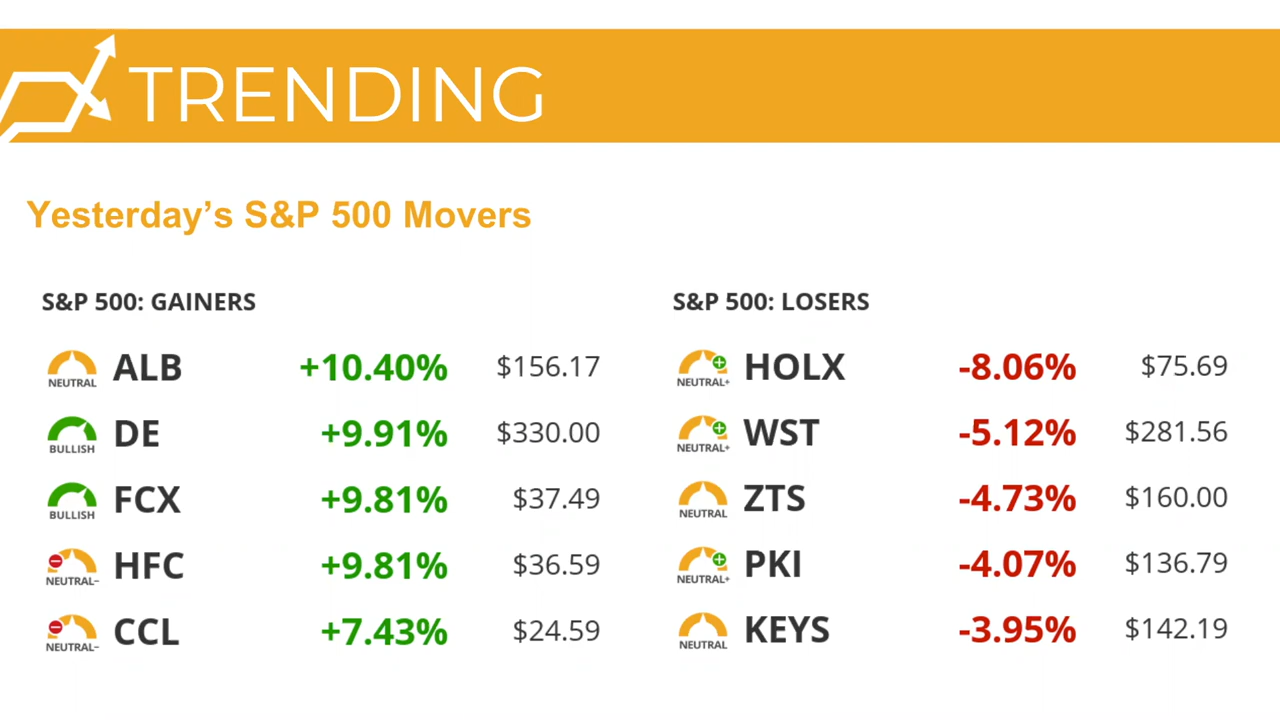 TRENDING
Yesterday’s S&P 500 Movers
S&P 500: GAINERS
NEUTRAL ALB +10.40% $156.17
BULLISH DE +9.91% $330.00
BULLISH FCX +9.81% $37.49
NEUTRAL– HFC +9.81% $36.59
NEUTRAL– CCL +7.43% $24.59
S&P 500: LOSERS
NEUTRAL+ HOLX -8.06% $75.69
NEUTRAL+ WST -5.12% $281.56
NEUTRAL ZTS -4.73% $160.00
NEUTRAL+ PKI -4.07% $136.79
NEUTRAL KEYS -3.95% $142.19